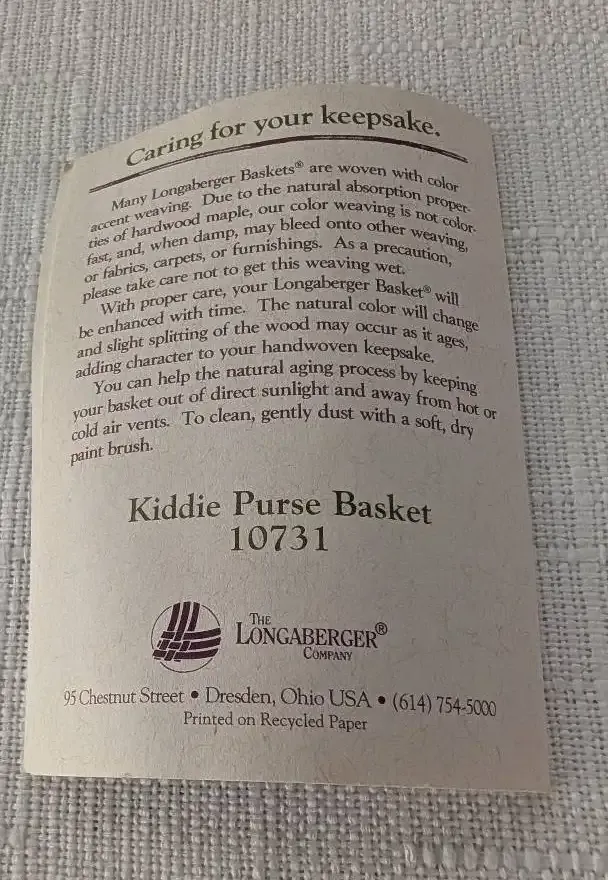 Caring for your keepsake.
Many Longaberger Baskets® are woven with color
accent weaving. Due to the natural absorption proper-
ties of hardwood maple, our color weaving is not color-
fast, and, when damp, may bleed onto other weaving,
or fabrics, carpets, or furnishings. As a precaution,
please take care not to get this weaving wet.
With proper care, your Longaberger Basket® will
be enhanced with time. The natural color will change
and slight splitting of the wood may occur as it ages,
adding character to your handwoven keepsake.
You can help the natural aging process by keeping
your basket out of direct sunlight and away from hot or
cold air vents. To clean, gently dust with a soft, dry
paint brush.
Kiddie Purse Basket
10731
THE
LONGABERGER®
COMPANY
95 Chestnut Street • Dresden, Ohio USA • (614) 754-5000
Printed on Recycled Paper